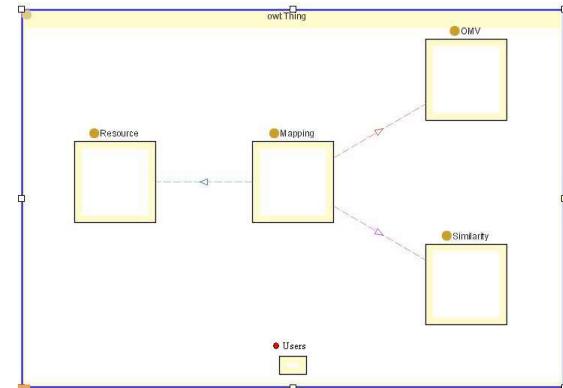 owl:Thing
OMV
Resource
Mapping
Similarity
Users